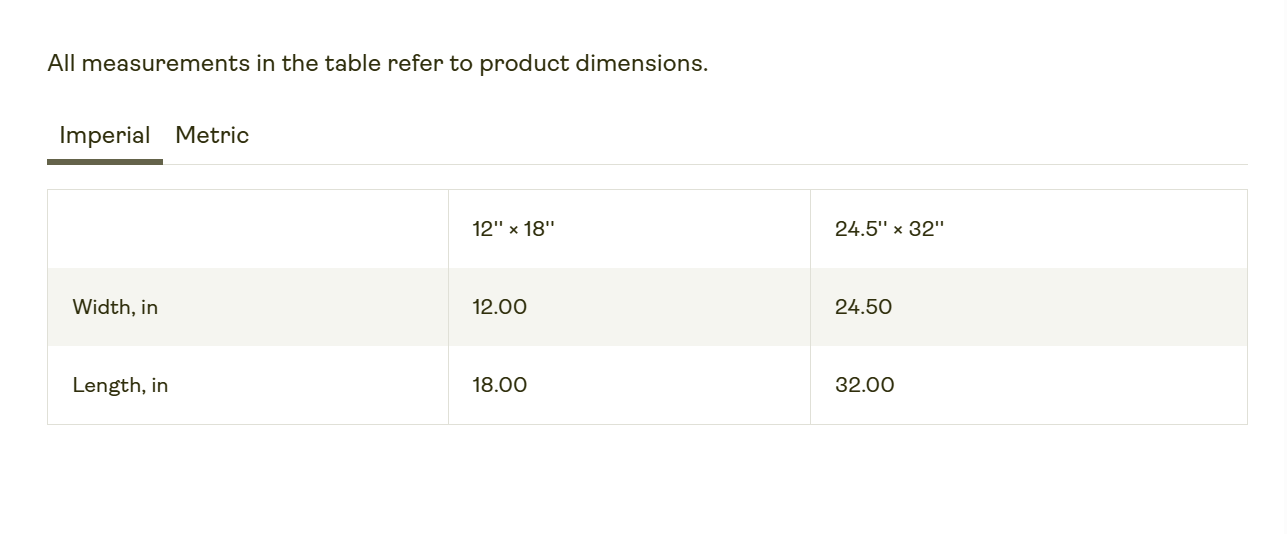 All measurements in the table refer to product dimensions.
Imperial Metric
12'' × 18'' 24.5'' × 32''
Width, in 12.00 24.50
Length, in 18.00 32.00